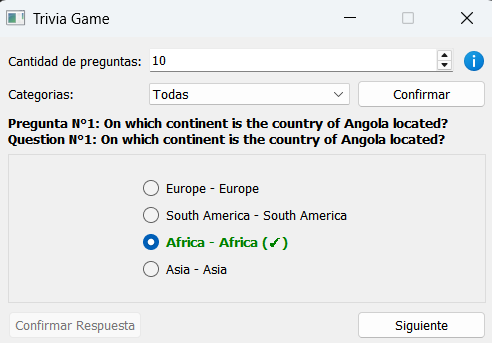 Trivia Game
Cantidad de preguntas: 10
Categorias: Todas Confirmar
Pregunta Nº1: On which continent is the country of Angola located?
Question Nº1: On which continent is the country of Angola located?
Europe - Europe
South America - South America
Africa - Africa (✓)
Asia - Asia
Confirmar Respuesta Siguiente